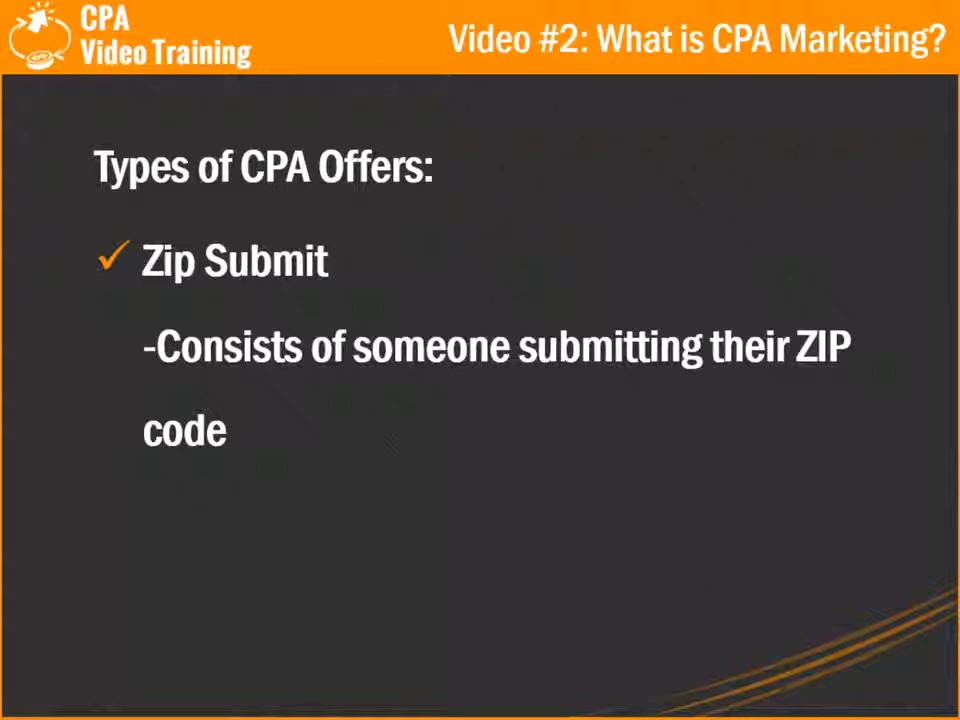 CPA
Video Training
Video #2: What is CPA Marketing?
Types of CPA Offers:
✓ Zip Submit
-Consists of someone submitting their ZIP
code